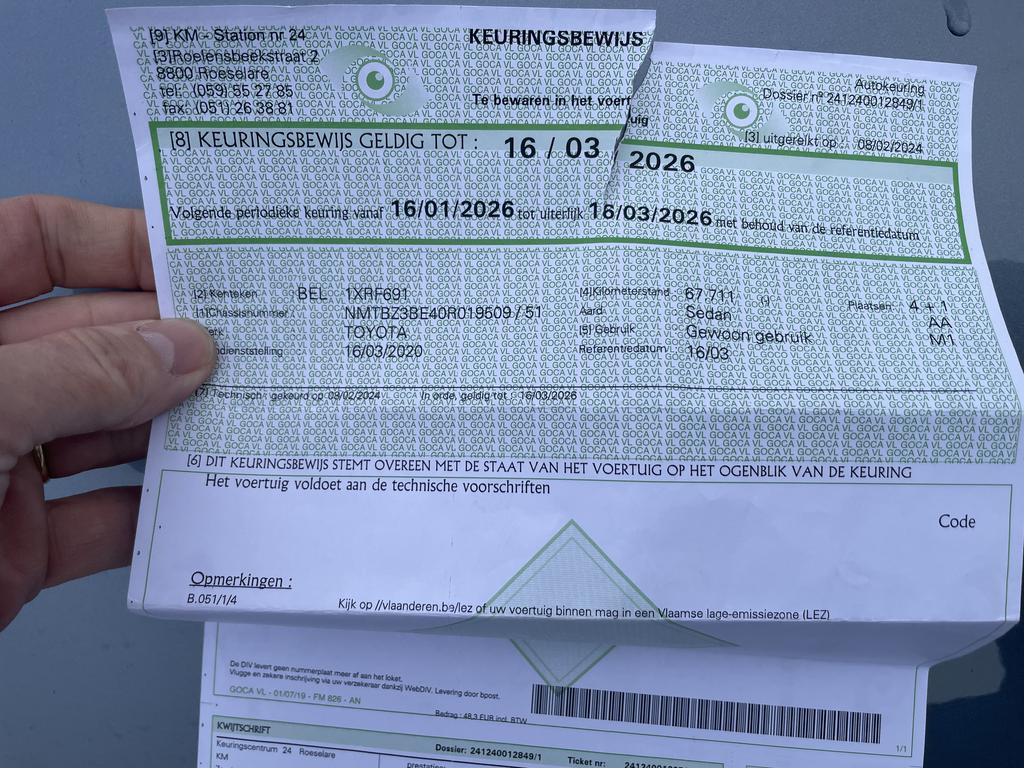 [9] KM - Station nr 24
[3]Roelensbeekstraat 2
8800 Roeselare
tel.: (059) 55 27 85
fax: (051) 26 38 81
KEURINGSBEWIJS
Te bewaren in het voertuig
Autokeuring
Dossier n° 241240012849/1
[3] uitgereikt op : 08/02/2024
[8] KEURINGSBEWIJS GELDIG TOT : 16 / 03 2026
Volgende periodieke keuring vanaf 16/01/2026 tot uiterlijk 16/03/2026 met behoud van de referentiedatum
[2] Kenteken BEL 1XRF691
[1]Chassisnummer NMTBZ3BE40R019509 / 51
TOYOTA
ndienststelling 16/03/2020
[4]Kilometerstand 67.711 Plaatsen 4 + 1
Aard Sedan AA
[5] Gebruik Gewoon gebruik M1
Referentiedatum 16/03
[7] Technisch : gekeurd op 08/02/2024 In orde, geldig tot : 16/03/2026
[6] DIT KEURINGSBEWIJS STEMT OVEREEN MET DE STAAT VAN HET VOERTUIG OP HET OGENBLIK VAN DE KEURING
Het voertuig voldoet aan de technische voorschriften
Code
Opmerkingen :
B.051/1/4
Kijk op //vlaanderen.be/lez of uw voertuig binnen mag in een Vlaamse lage-emissiezone (LEZ)
De DIV levert geen nummerplaat meer af aan het loket.
Vlugge en zekere inschrijving via uw verzekeraar dankzij WebDIV. Levering door bpost.
GOCA VL - 01/07/19 - FM 826 - AN
Bedrag : 48,3 EUR incl. BTW
1/1
KWIJTSCHRIFT
Keuringscentrum 24 Roeselare
KM
Dossier: 241240012849/1
Ticket nr: